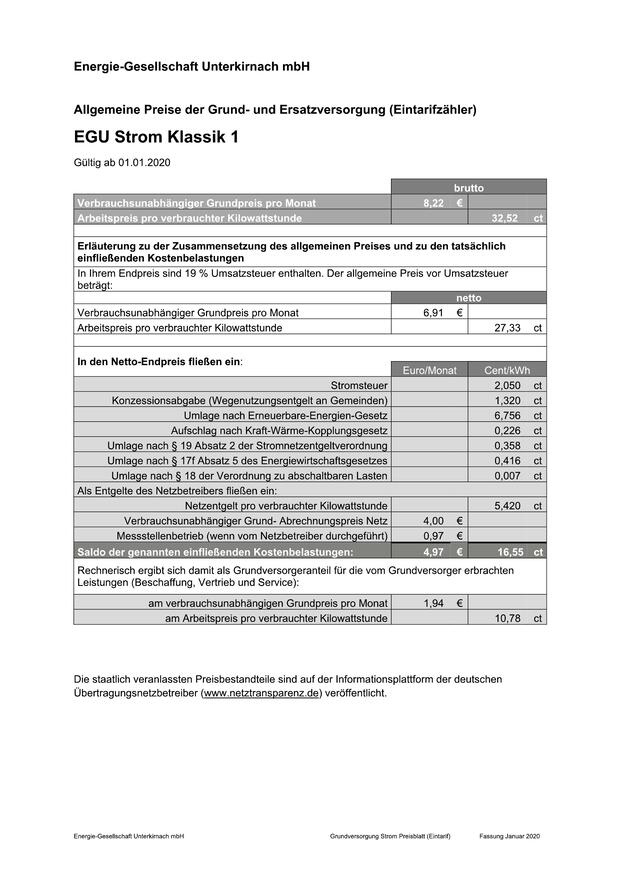 Energie-Gesellschaft Unterkirnach mbH
Allgemeine Preise der Grund- und Ersatzversorgung (Eintarifzähler)
EGU Strom Klassik 1
Gültig ab 01.01.2020
brutto
Verbrauchsunabhängiger Grundpreis pro Monat 8,22 €
Arbeitspreis pro verbrauchter Kilowattstunde 32,52 ct
Erläuterung zu der Zusammensetzung des allgemeinen Preises und zu den tatsächlich
einfließenden Kostenbelastungen
In Ihrem Endpreis sind 19 % Umsatzsteuer enthalten. Der allgemeine Preis vor Umsatzsteuer
beträgt:
netto
Verbrauchsunabhängiger Grundpreis pro Monat 6,91 €
Arbeitspreis pro verbrauchter Kilowattstunde 27,33 ct
In den Netto-Endpreis fließen ein:
Euro/Monat Cent/kWh
Stromsteuer 2,050 ct
Konzessionsabgabe (Wegenutzungsentgelt an Gemeinden) 1,320 ct
Umlage nach Erneuerbare-Energien-Gesetz 6,756 ct
Aufschlag nach Kraft-Wärme-Kopplungsgesetz 0,226 ct
Umlage nach § 19 Absatz 2 der Stromnetzentgeltverordnung 0,358 ct
Umlage nach § 17f Absatz 5 des Energiewirtschaftsgesetzes 0,416 ct
Umlage nach § 18 der Verordnung zu abschaltbaren Lasten 0,007 ct
Als Entgelte des Netzbetreibers fließen ein:
Netzentgelt pro verbrauchter Kilowattstunde 5,420 ct
Verbrauchsunabhängiger Grund- Abrechnungspreis Netz 4,00 €
Messstellenbetrieb (wenn vom Netzbetreiber durchgeführt) 0,97 €
Saldo der genannten einfließenden Kostenbelastungen: 4,97 € 16,55 ct
Rechnerisch ergibt sich damit als Grundversorgeranteil für die vom Grundversorger erbrachten
Leistungen (Beschaffung, Vertrieb und Service):
am verbrauchsunabhängigen Grundpreis pro Monat 1,94 €
am Arbeitspreis pro verbrauchter Kilowattstunde 10,78 ct
Die staatlich veranlassten Preisbestandteile sind auf der Informationsplattform der deutschen
Übertragungsnetzbetreiber (www.netztransparenz.de) veröffentlicht.
Energie-Gesellschaft Unterkirnach mbH Grundversorgung Strom Preisblatt (Eintarif) Fassung Januar 2020